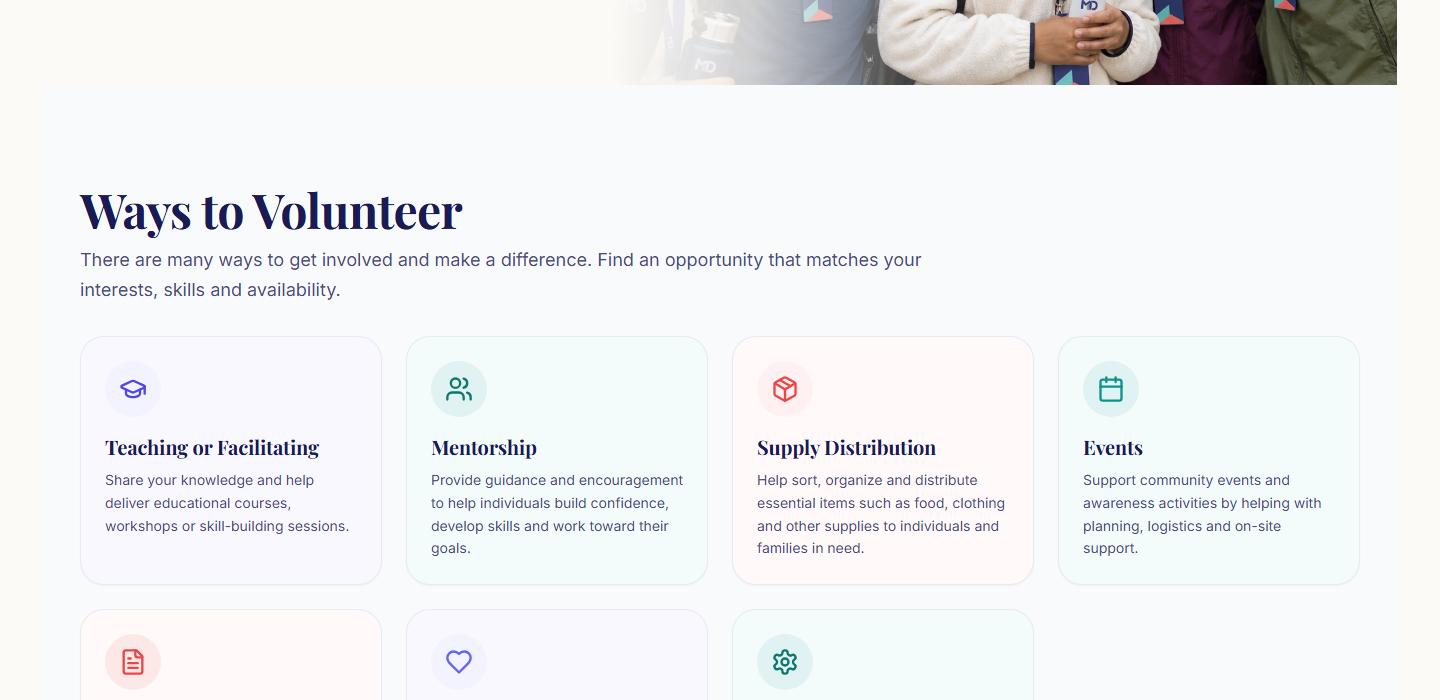 MD
MD
Ways to Volunteer
There are many ways to get involved and make a difference. Find an opportunity that matches your
interests, skills and availability.
Teaching or Facilitating
Share your knowledge and help
deliver educational courses,
workshops or skill-building sessions.
Mentorship
Provide guidance and encouragement
to help individuals build confidence,
develop skills and work toward their
goals.
Supply Distribution
Help sort, organize and distribute
essential items such as food, clothing
and other supplies to individuals and
families in need.
Events
Support community events and
awareness activities by helping with
planning, logistics and on-site
support.